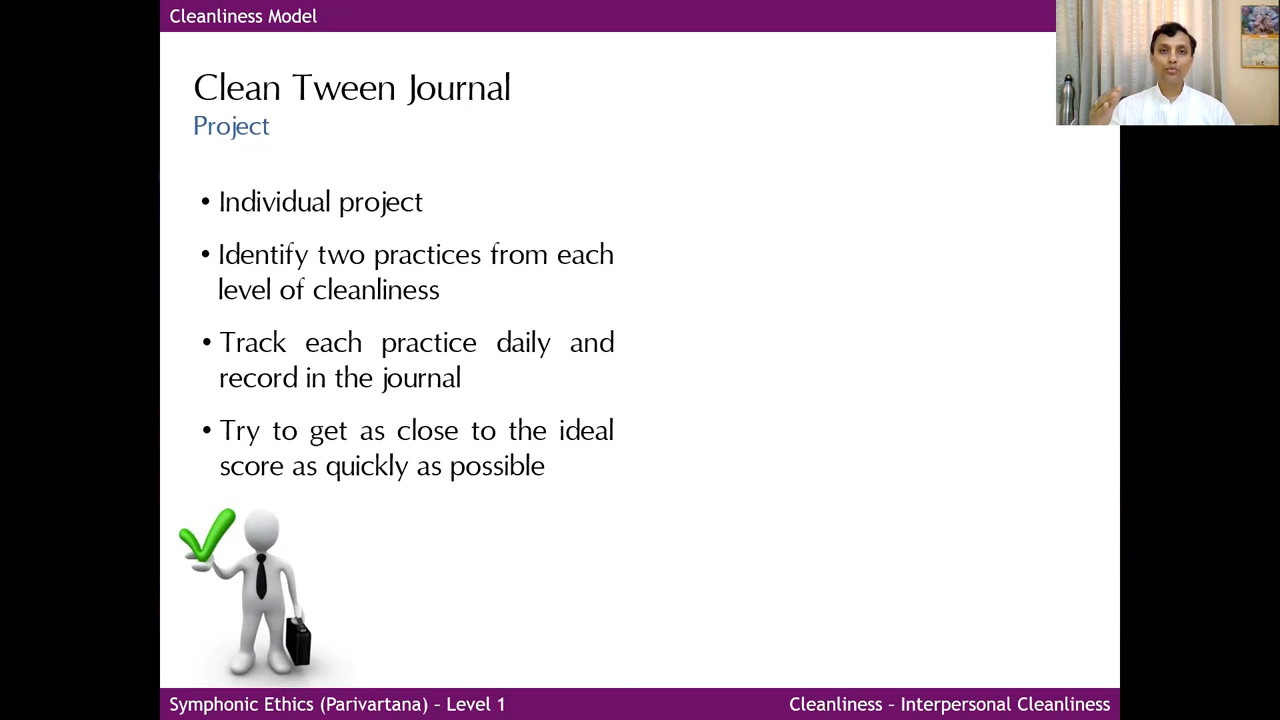 Cleanliness Model
Clean Tween Journal
Project
• Individual project
• Identify two practices from each
level of cleanliness
• Track each practice daily and
record in the journal
• Try to get as close to the ideal
score as quickly as possible
Symphonic Ethics (Parivartana) – Level 1
Cleanliness – Interpersonal Cleanliness